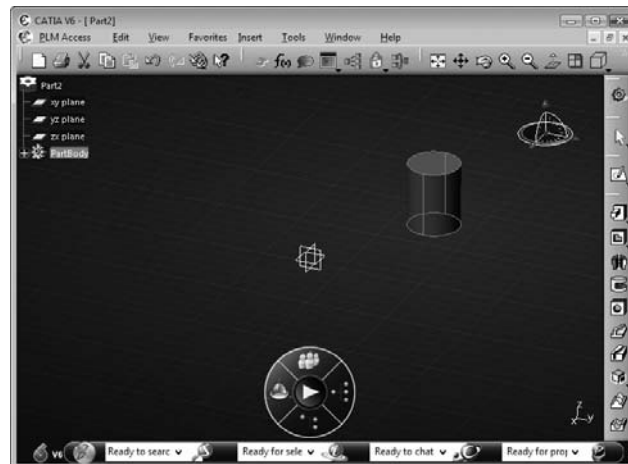 CATIA V6 - [ Part2]
PLM Access Edit View Favorites Insert Tools Window Help
f(x)
Part2
xy plane
yz plane
zx plane
PartBody
z
x y
V6 Ready to searc Ready for sele Ready to chat Ready for proj